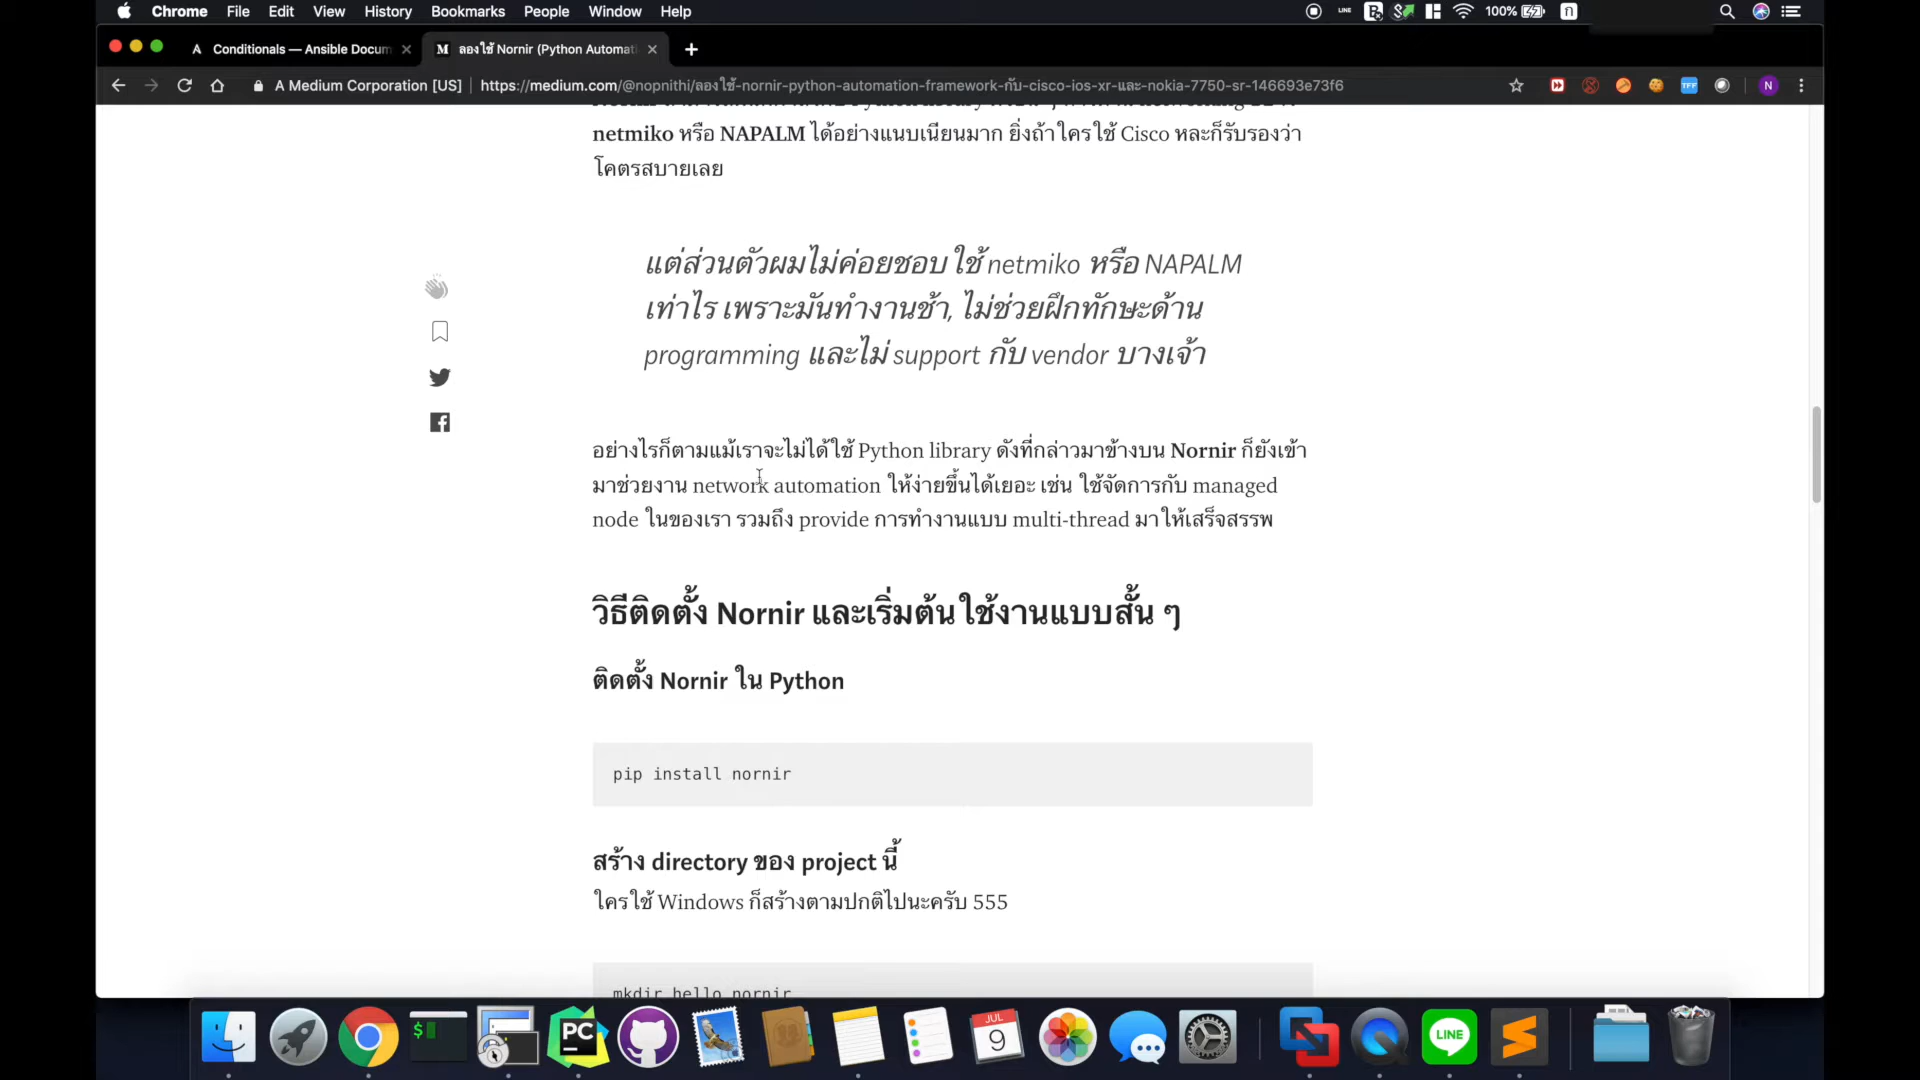 Chrome File Edit View History Bookmarks People Window Help LINE 100% ก
Conditionals — Ansible Docum ลองใช้ Nornir (Python Automati
A Medium Corporation [US] https://medium.com/@nopnithi/ลองใช้-nornir-python-automation-framework-กับ-cisco-ios-xr-และ-nokia-7750-sr-146693e73f6 N
netmiko หรือ NAPALM ได้อย่างแนบเนียนมาก ยิ่งถ้าใครใช้ Cisco หละก็รับรองว่า
โคตรสบายเลย
แต่ส่วนตัวผมไม่ค่อยชอบใช้ netmiko หรือ NAPALM
เท่าไร เพราะมันทำงานช้า, ไม่ช่วยฝึกทักษะด้าน
programming และไม่ support กับ vendor บางเจ้า
อย่างไรก็ตามแม้เราจะไม่ได้ใช้ Python library ดังที่กล่าวมาข้างบน Nornir ก็ยังเข้า
มาช่วยงาน network automation ให้ง่ายขึ้นได้เยอะ เช่น ใช้จัดการกับ managed
node ในของเรา รวมถึง provide การทำงานแบบ multi-thread มาให้เสร็จสรรพ
วิธีติดตั้ง Nornir และเริ่มต้นใช้งานแบบสั้น ๆ
ติดตั้ง Nornir ใน Python
pip install nornir
สร้าง directory ของ project นี้
ใครใช้ Windows ก็สร้างตามปกติไปนะครับ 555
mkdir hello_nornir
$
PC
JUL
9
LINE